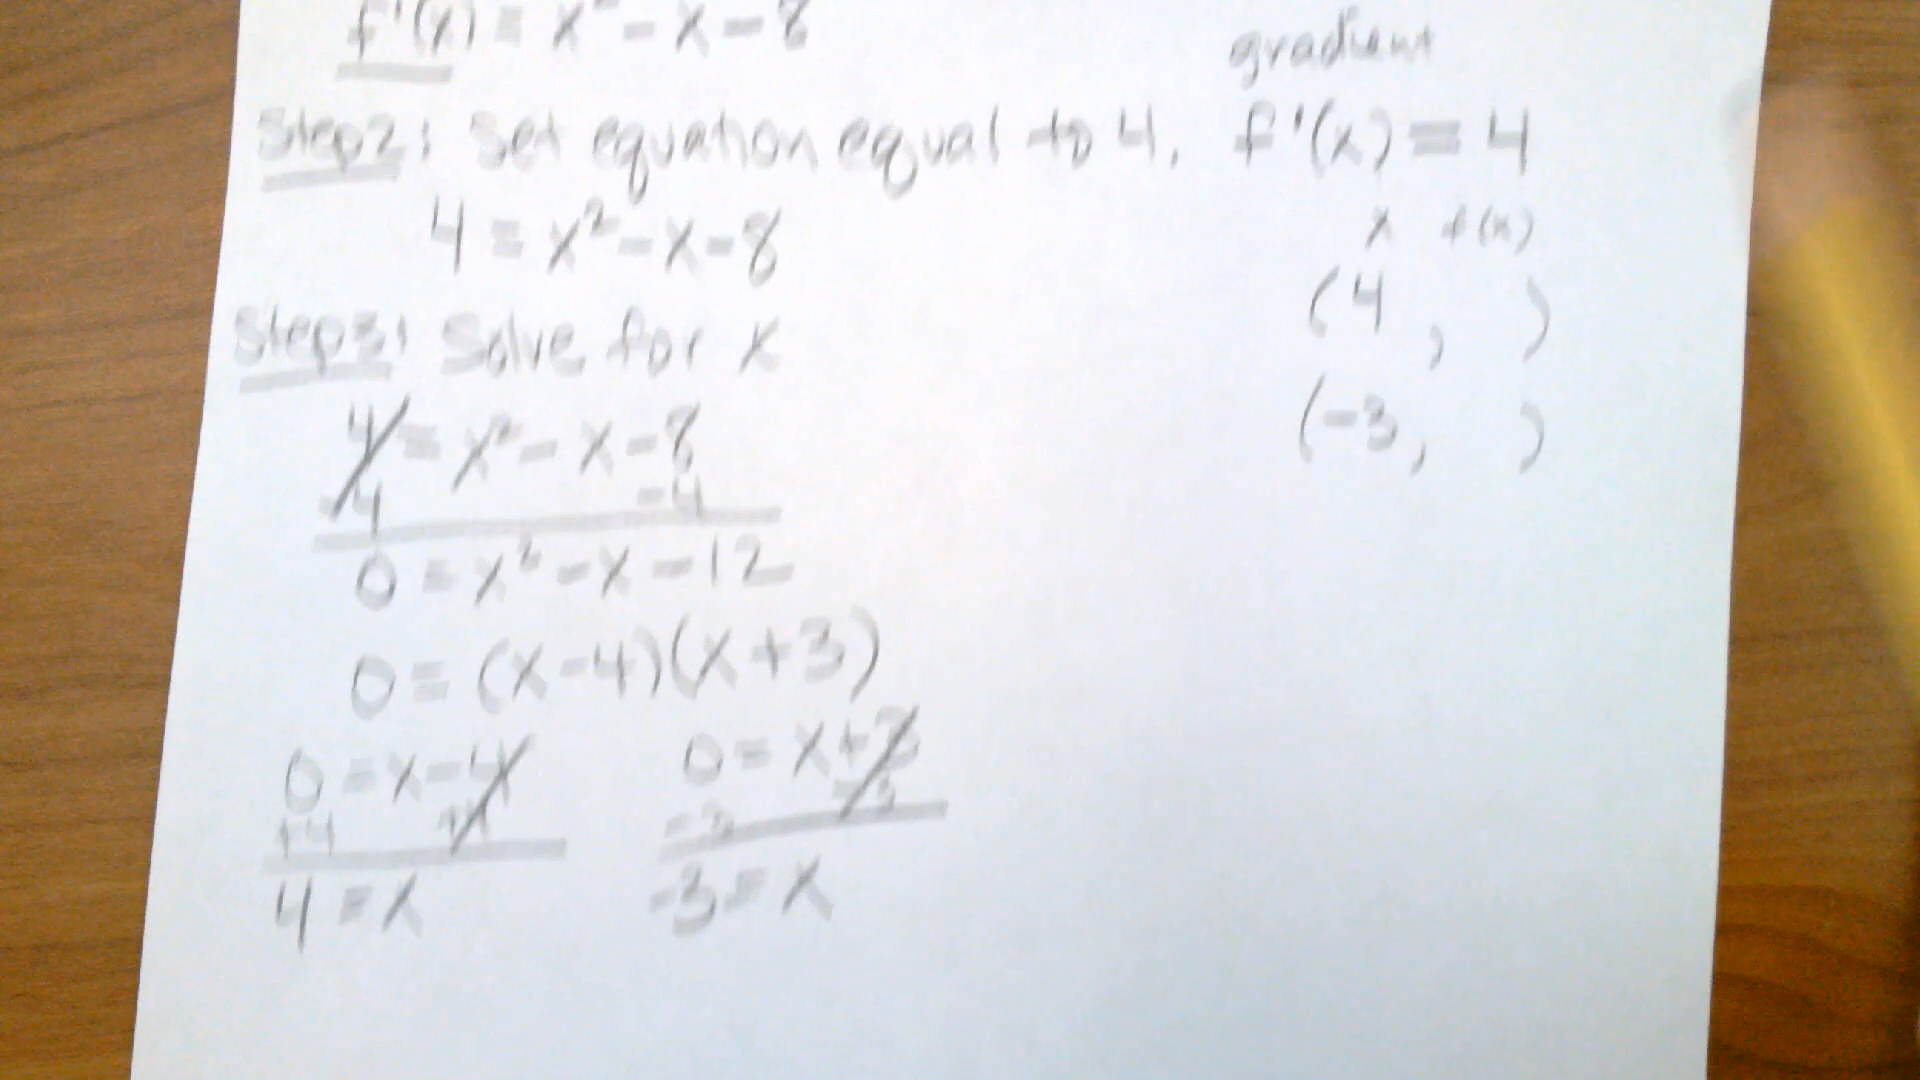 f'(x) = x² - x - 8
gradient
Step 2: Set equation equal to 4. f'(x) = 4
4 = x² - x - 8
x f(x)
(4 , )
Step 3: Solve for x
(-3, )
4 = x² - x - 8
-4 -4
0 = x² - x - 12
0 = (x - 4)(x + 3)
0 = x - 4
+4 +4
4 = x
0 = x + 3
-3 -3
-3 = x